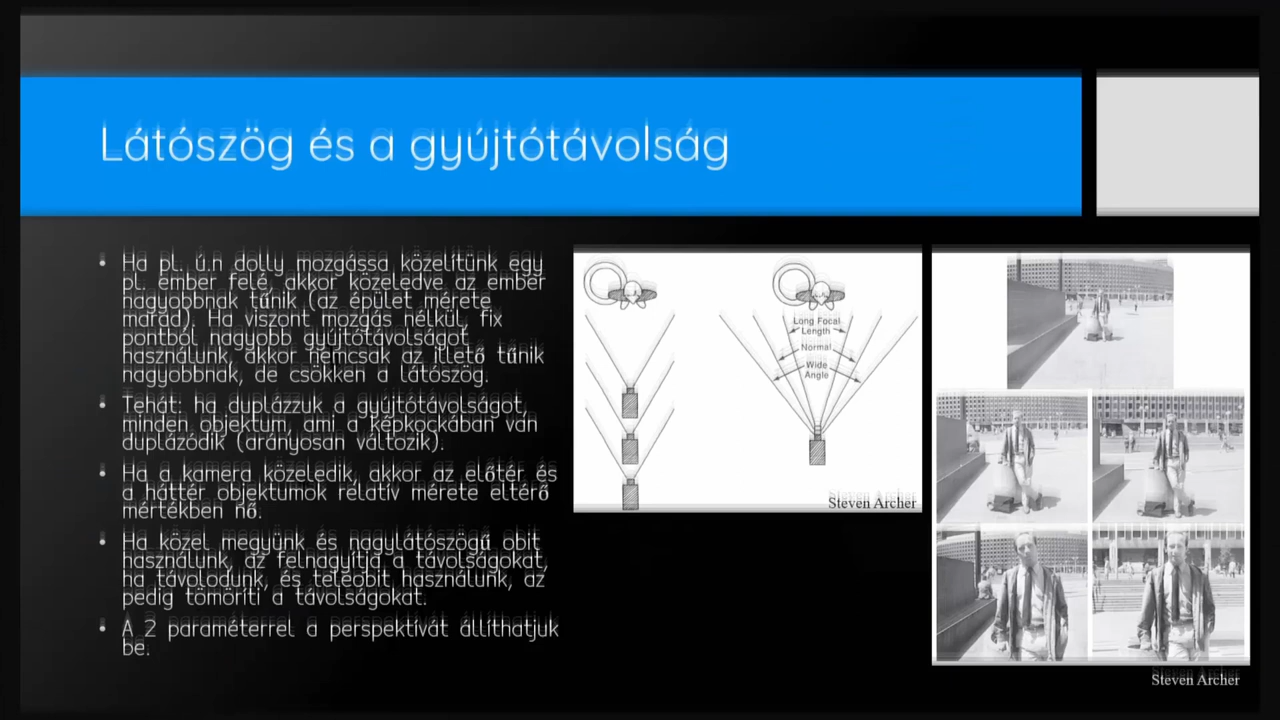 Látószög és a gyújtótávolság
• Ha pl. ú.n dolly mozgássa közelítünk egy
pl. ember felé, akkor közeledve az ember
nagyobbnak tűnik (az épület mérete
marad). Ha viszont mozgás nélkül, fix
pontból nagyobb gyújtótávolságot
használunk, akkor nemcsak az illető tűnik
nagyobbnak, de csökken a látószög.
• Tehát: ha duplázzuk a gyújtótávolságot,
minden objektum, ami a képkockában van
duplázódik (arányosan változik).
• Ha a kamera közeledik, akkor az előtér és
a háttér objektumok relatív mérete eltérő
mértékben nő.
• Ha közel megyünk és nagylátószögű obit
használunk, az felnagyítja a távolságokat,
ha távolodunk, és teleobit használunk, az
pedig tömöríti a távolságokat.
• A 2 paraméterrel a perspektívát állíthatjuk
be.
Long Focal
Length
Normal
Wide
Angle
Steven Archer
Steven Archer